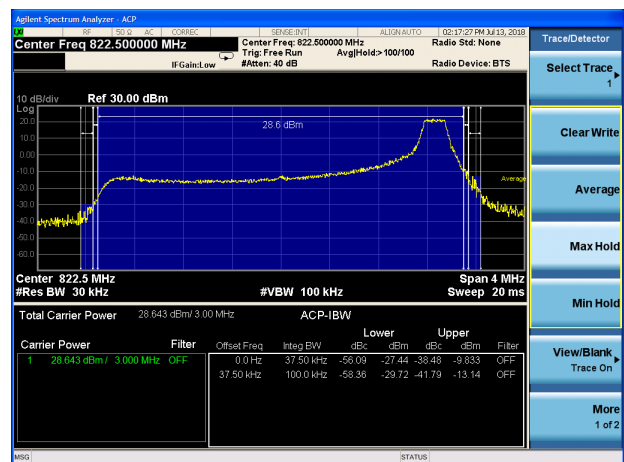 Agilent Spectrum Analyzer - ACP
LXI RF 50 Ω AC CORREC SENSE:INT ALIGN AUTO 02:17:27 PM Jul 13, 2018
Center Freq 822.500000 MHz
Center Freq: 822.500000 MHz
Radio Std: None
Trig: Free Run Avg|Hold:>100/100
IFGain:Low #Atten: 40 dB Radio Device: BTS
10 dB/div Ref 30.00 dBm
Log
20.0
10.0
0.00
-10.0
-20.0
-30.0
-40.0
-50.0
-60.0
28.6 dBm
Average
Center 822.5 MHz Span 4 MHz
#Res BW 30 kHz #VBW 100 kHz Sweep 20 ms
Total Carrier Power 28.643 dBm/ 3.00 MHz ACP-IBW
Lower Upper
Carrier Power Filter Offset Freq Integ BW dBc dBm dBc dBm Filter
1 28.643 dBm / 3.000 MHz OFF 0.0 Hz 37.50 kHz -56.09 -27.44 -38.48 -9.833 OFF
37.50 kHz 100.0 kHz -58.36 -29.72 -41.79 -13.14 OFF
MSG STATUS
Trace/Detector
Select Trace
1
Clear Write
Average
Max Hold
Min Hold
View/Blank
Trace On
More
1 of 2